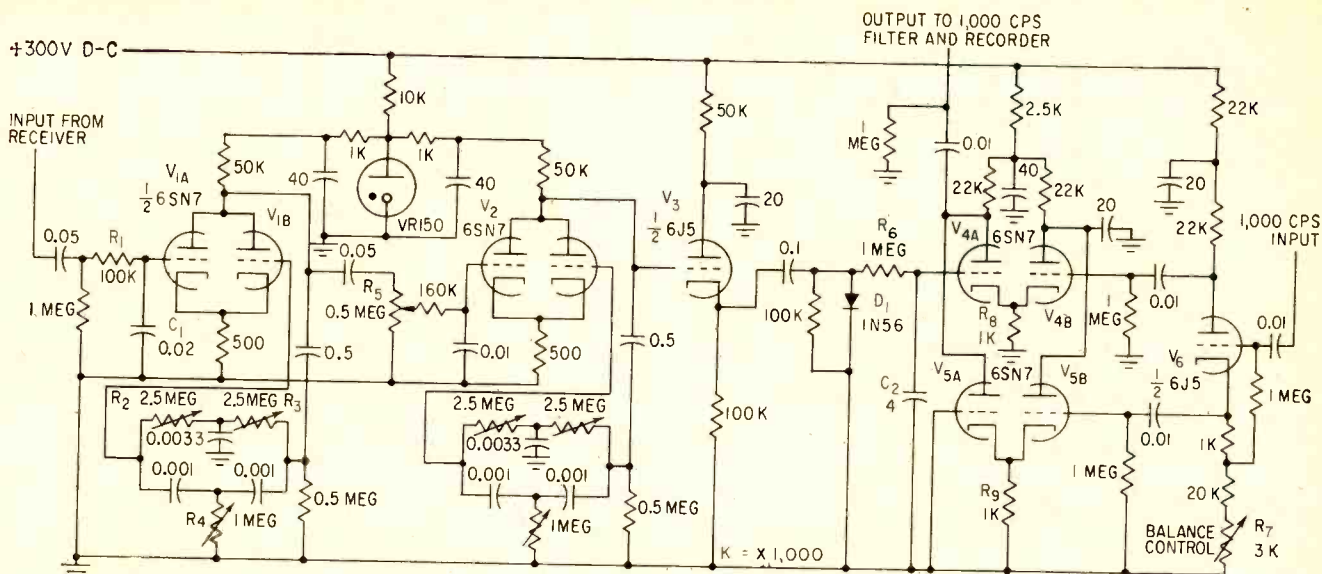 OUTPUT TO 1,000 CPS
FILTER AND RECORDER
+300V D-C
INPUT FROM
RECEIVER
10K
50K
2.5K
22K
1 MEG
0.01
1K
1K
50K
50K
40
40
V1A
½ 6SN7
V1B
VR150
V2
6SN7
V3
½ 6J5
20
22K
40
22K
20
22K
1,000 CPS
INPUT
0.05
R1
100K
0.05
R5
0.5 MEG
160K
0.1
R6
1 MEG
V4A
6SN7
20
0.01
1 MEG
C1
0.02
500
0.5
0.01
500
0.5
100K
D1
1N56
R8
1K
V4B
1 MEG
V6
½ 6J5
0.01
R2
2.5 MEG
2.5 MEG
R3
2.5 MEG
2.5 MEG
C2
4
V5A
6SN7
V5B
1 MEG
0.0033
0.0033
100K
0.01
1K
0.001
0.001
0.001
0.001
R4
1 MEG
0.5 MEG
1 MEG
0.5 MEG
R9
1K
1 MEG
20K
K = x 1,000
BALANCE
CONTROL
R7
3K